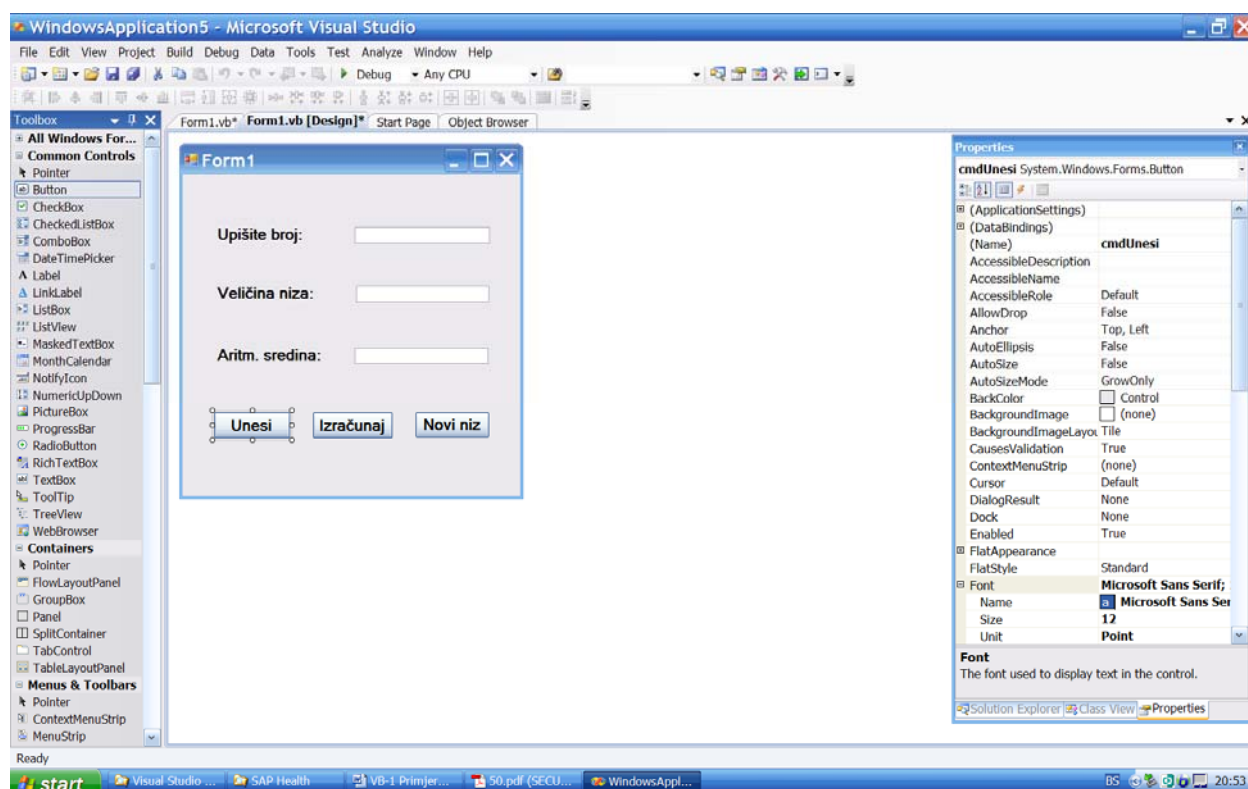 WindowsApplication5 - Microsoft Visual Studio
File Edit View Project Build Debug Data Tools Test Analyze Window Help
Debug Any CPU
Toolbox
Form1.vb* Form1.vb [Design]* Start Page Object Browser
All Windows For...
Common Controls
Pointer
Button
CheckBox
CheckedListBox
ComboBox
DateTimePicker
Label
LinkLabel
ListBox
ListView
MaskedTextBox
MonthCalendar
NotifyIcon
NumericUpDown
PictureBox
ProgressBar
RadioButton
RichTextBox
TextBox
ToolTip
TreeView
WebBrowser
Containers
Pointer
FlowLayoutPanel
GroupBox
Panel
SplitContainer
TabControl
TableLayoutPanel
Menus & Toolbars
Pointer
ContextMenuStrip
MenuStrip
Form1
Upišite broj:
Veličina niza:
Aritm. sredina:
Unesi Izračunaj Novi niz
Properties
cmdUnesi System.Windows.Forms.Button
(ApplicationSettings)
(DataBindings)
(Name) cmdUnesi
AccessibleDescription
AccessibleName
AccessibleRole Default
AllowDrop False
Anchor Top, Left
AutoEllipsis False
AutoSize False
AutoSizeMode GrowOnly
BackColor Control
BackgroundImage (none)
BackgroundImageLayou Tile
CausesValidation True
ContextMenuStrip (none)
Cursor Default
DialogResult None
Dock None
Enabled True
FlatAppearance
FlatStyle Standard
Font Microsoft Sans Serif;
Name Microsoft Sans Ser
Size 12
Unit Point
Font
The font used to display text in the control.
Solution Explorer Class View Properties
Ready
start Visual Studio ... SAP Health VB-1 Primjer... 50.pdf (SECU... WindowsAppl... BS 20:53